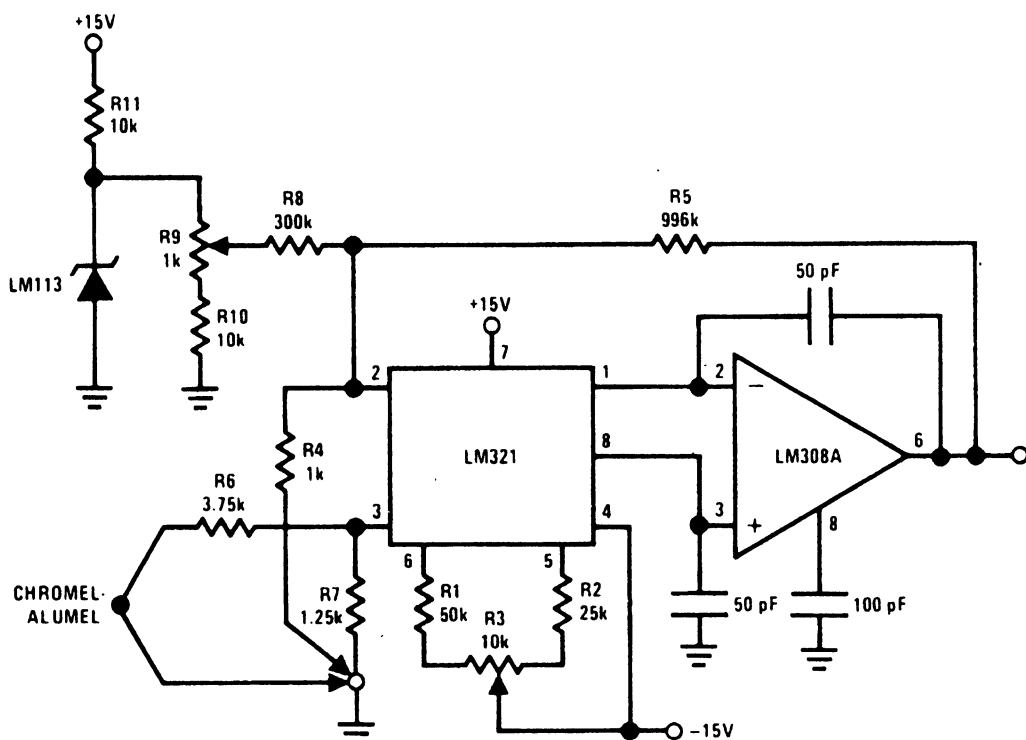 +15V
R11
10k
R8
300k
R5
996k
R9
1k
LM113
50 pF
+15V
R10
10k
7
2
1
2
−
R4
1k
LM321
8
LM308A
6
R6
3.75k
3
4
3
+
8
CHROMEL-
ALUMEL
R7
1.25k
6
5
R1
50k
R3
10k
R2
25k
50 pF
100 pF
−15V